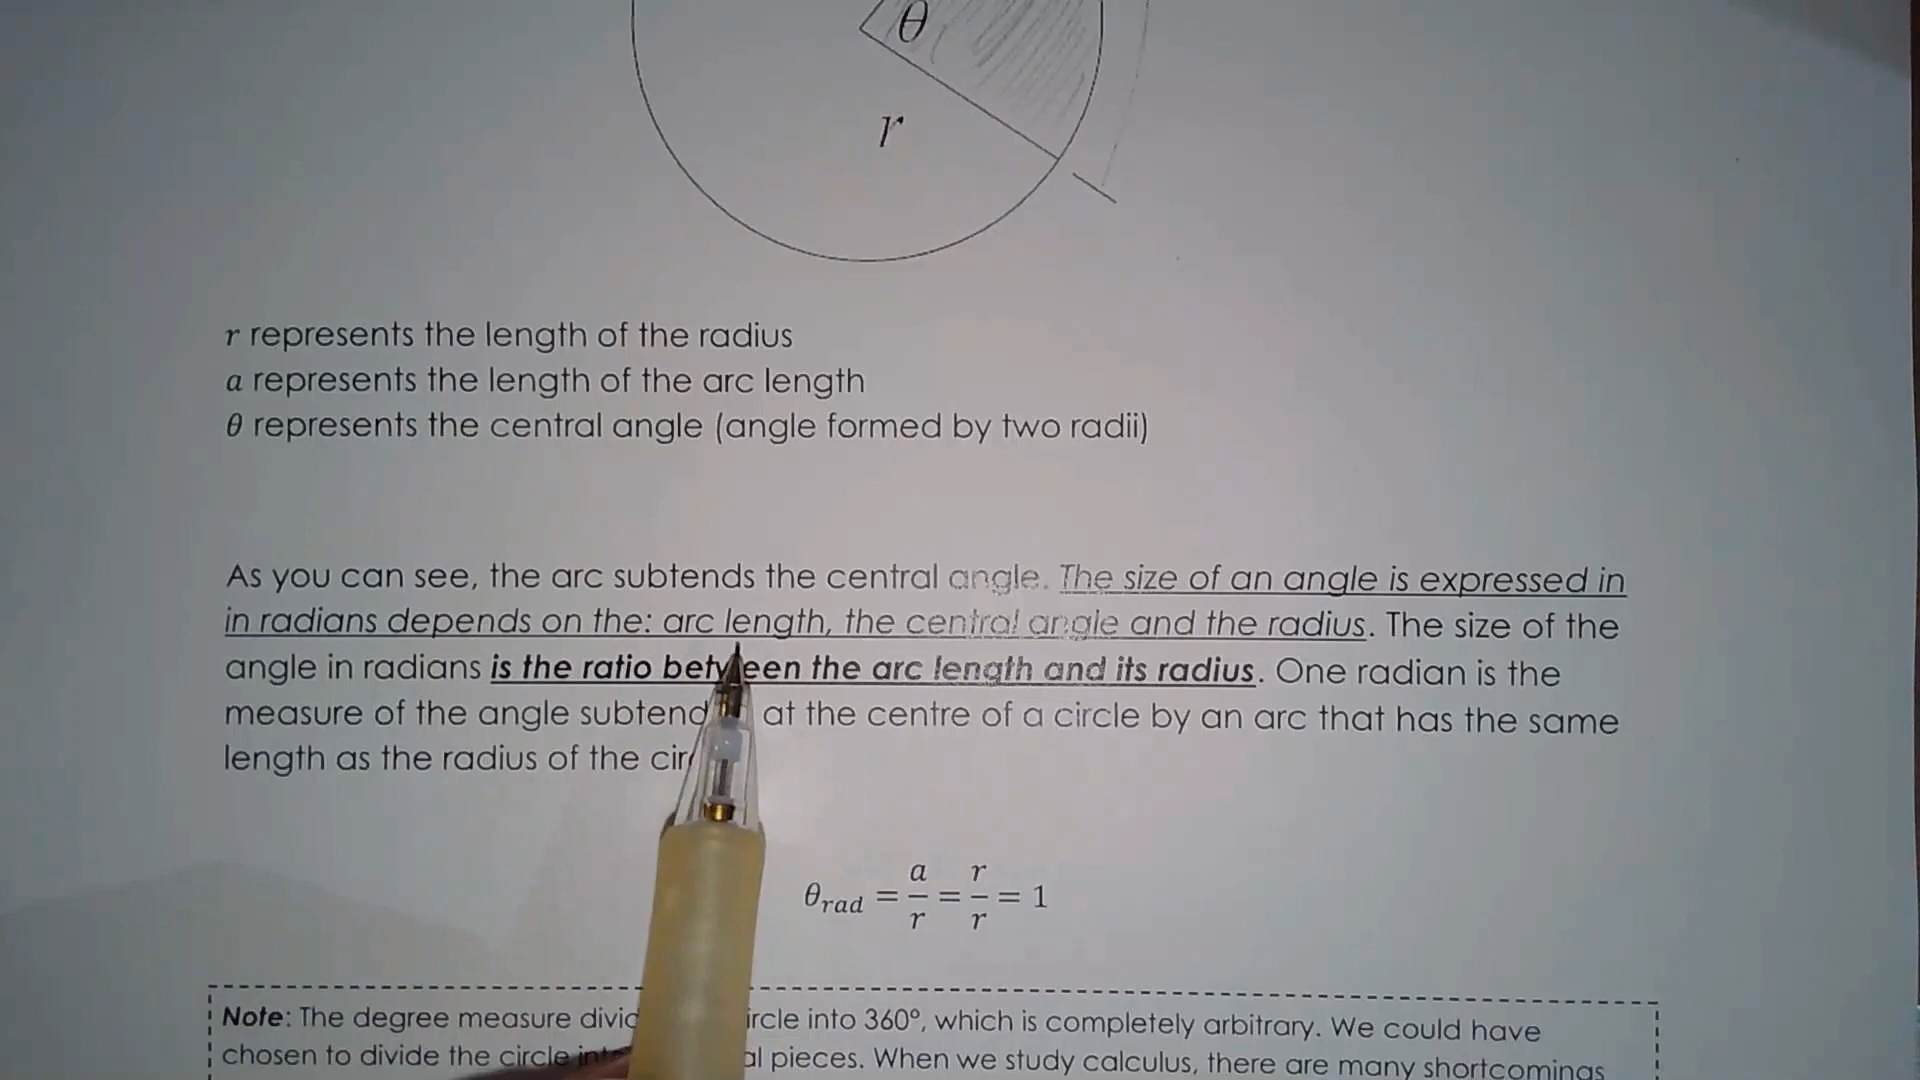 θ
r
r represents the length of the radius
a represents the length of the arc length
θ represents the central angle (angle formed by two radii)
As you can see, the arc subtends the central angle. The size of an angle is expressed in
in radians depends on the: arc length, the central angle and the radius. The size of the
angle in radians is the ratio between the arc length and its radius. One radian is the
measure of the angle subtend at the centre of a circle by an arc that has the same
length as the radius of the cir
θrad = a/r = r/r = 1
Note: The degree measure divid ircle into 360°, which is completely arbitrary. We could have
chosen to divide the circle into al pieces. When we study calculus, there are many shortcomings